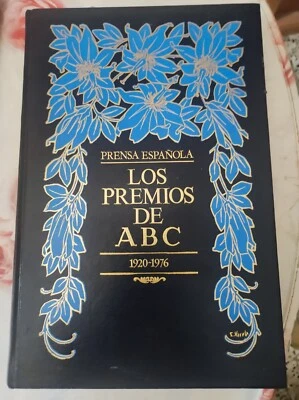 PRENSA ESPAÑOLA
LOS
PREMIOS
DE
ABC
1920-1976